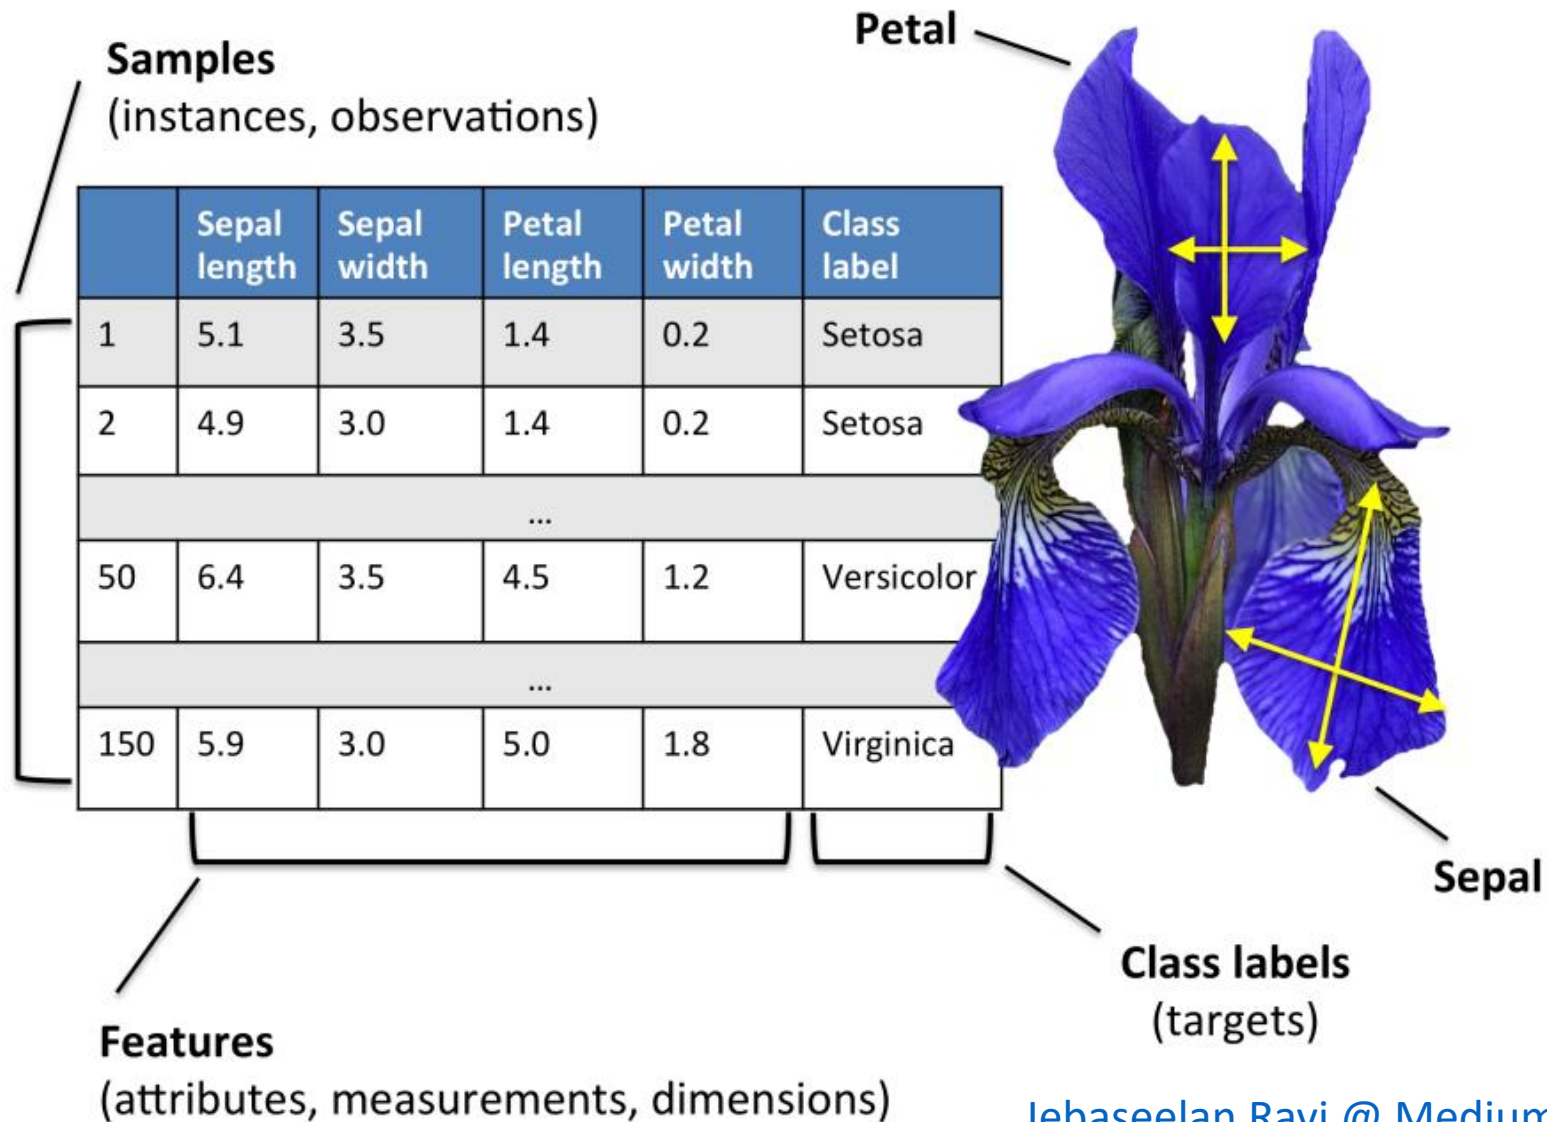 Petal
Samples
(instances, observations)
Sepal length Sepal width Petal length Petal width Class label
1 5.1 3.5 1.4 0.2 Setosa
2 4.9 3.0 1.4 0.2 Setosa
...
50 6.4 3.5 4.5 1.2 Versicolor
...
150 5.9 3.0 5.0 1.8 Virginica
Sepal
Class labels
(targets)
Features
(attributes, measurements, dimensions)
Jebaseelan Ravi @ Medium